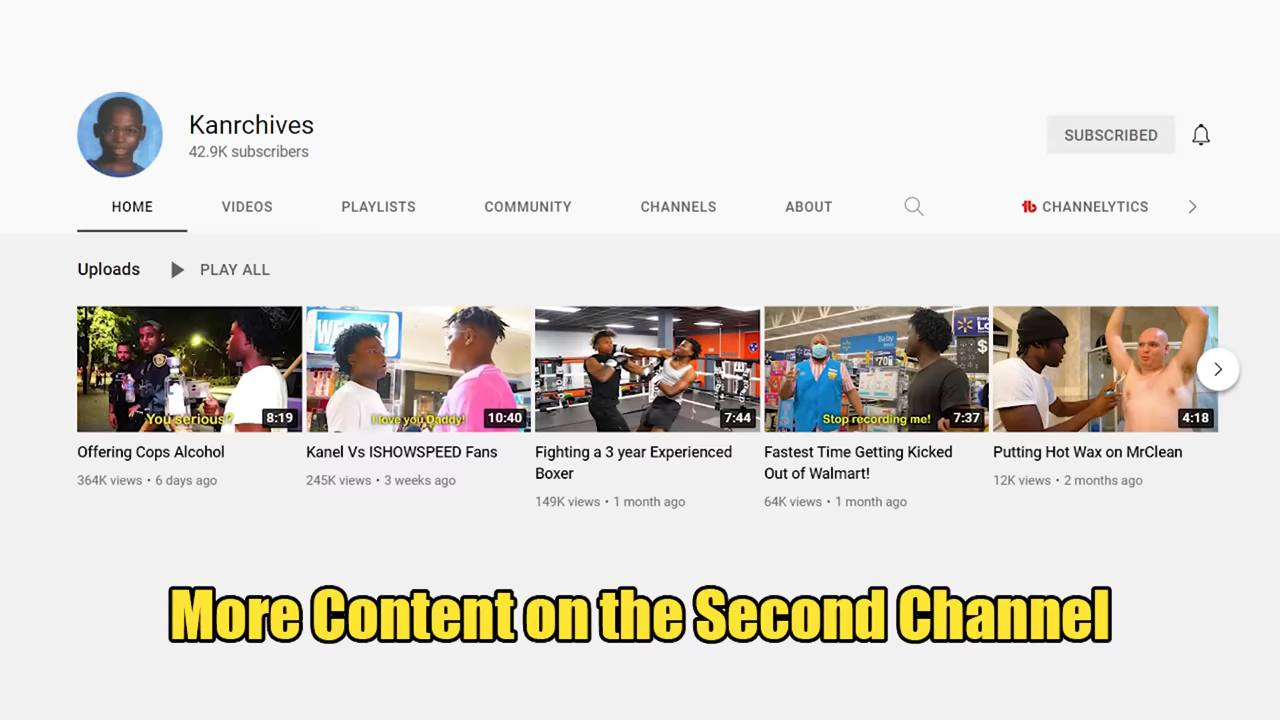 Kanrchives
42.9K subscribers
SUBSCRIBED
HOME
VIDEOS
PLAYLISTS
COMMUNITY
CHANNELS
ABOUT
CHANNELYTICS
Uploads
PLAY ALL
You serious?
8:19
Offering Cops Alcohol
364K views • 6 days ago
I love you Daddy!
10:40
Kanel Vs ISHOWSPEED Fans
245K views • 3 weeks ago
7:44
Fighting a 3 year Experienced
Boxer
149K views • 1 month ago
Baby
Stop recording me!
7:37
Fastest Time Getting Kicked
Out of Walmart!
64K views • 1 month ago
4:18
Putting Hot Wax on MrClean
12K views • 2 months ago
More Content on the Second Channel